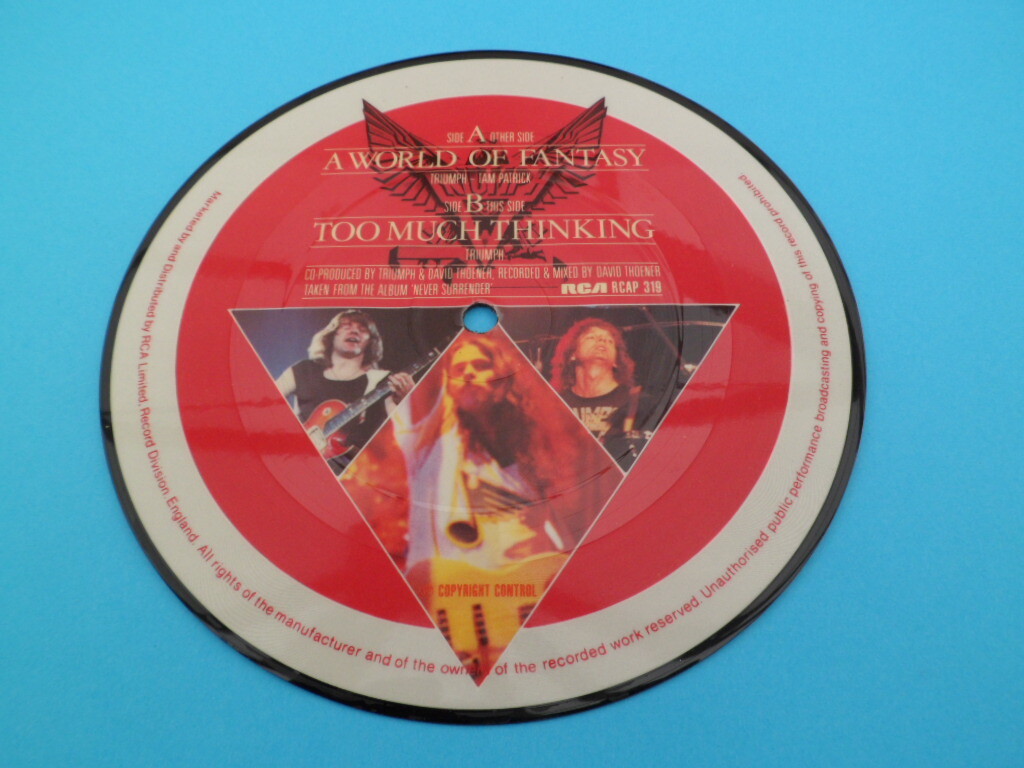 SIDE A OTHER SIDE
A WORLD OF FANTASY
TRIUMPH - TAM PATRICK
SIDE B THIS SIDE
TOO MUCH THINKING
TRIUMPH
CO-PRODUCED BY TRIUMPH & DAVID THOENER, RECORDED & MIXED BY DAVID THOENER
TAKEN FROM THE ALBUM 'NEVER SURRENDER' RCA RCAP 319
COPYRIGHT CONTROL
Marketed by and Distributed by RCA Limited, Record Division England. All rights of the manufacturer and of the of the recorded work reserved. Unauthorised public performance broadcasting and copying of this record prohibited